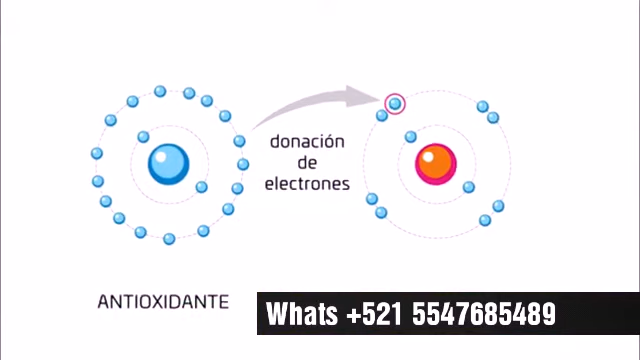 donación
de
electrones
ANTIOXIDANTE
Whats +521 5547685489